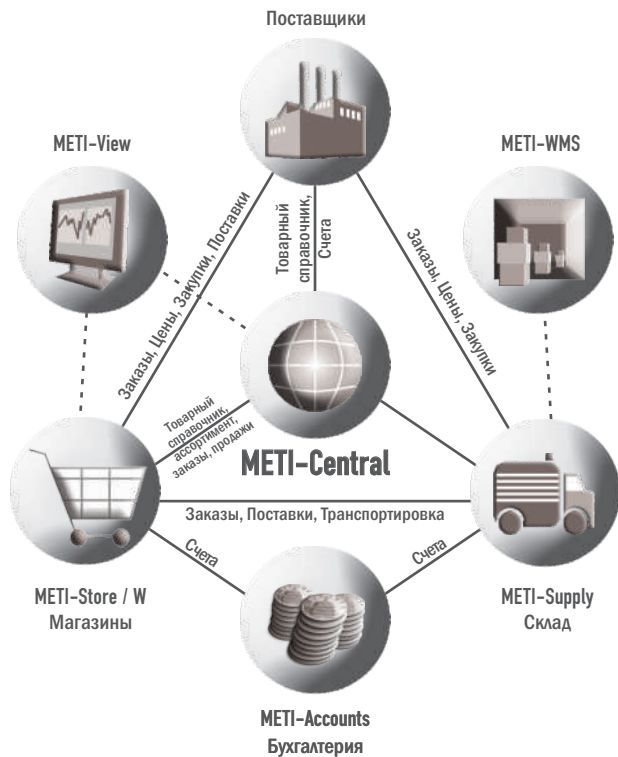 Поставщики
METI-View
METI-WMS
Заказы, Цены, Закупки, Поставки
Товарный
справочник,
Счета
Заказы, Цены, Закупки
Товарный
справочник,
ассортимент,
заказы, продажи
METI-Central
Заказы, Поставки, Транспортировка
Счета
Счета
METI-Store / W
Магазины
METI-Supply
Склад
METI-Accounts
Бухгалтерия